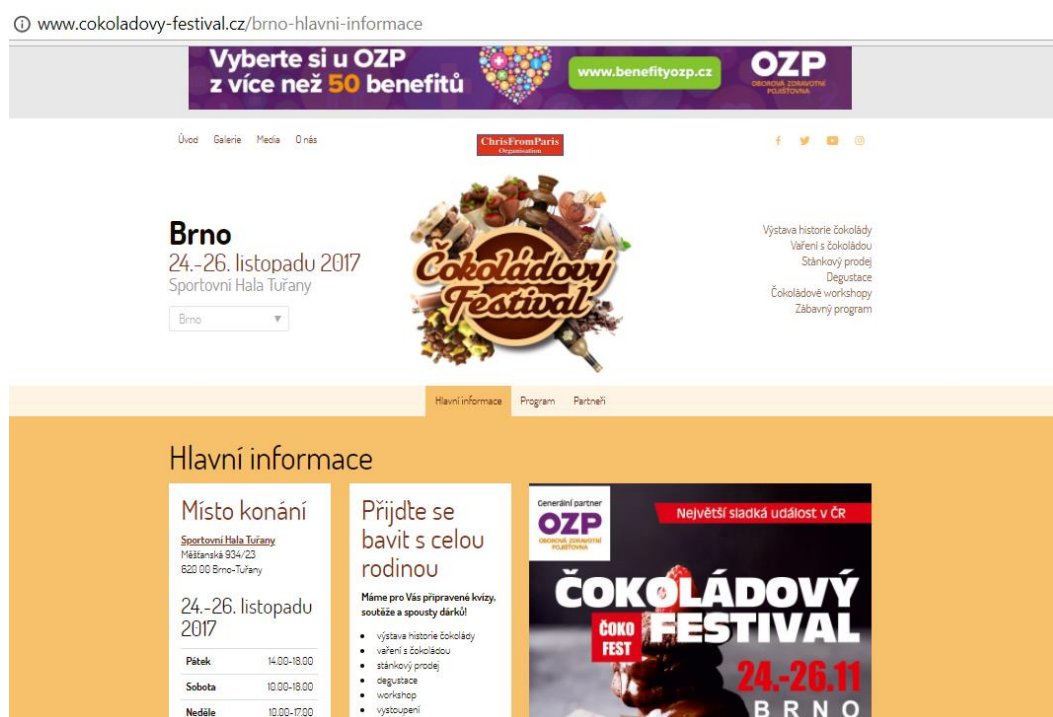 www.cokoladovy-festival.cz/brno-hlavni-informace
Vyberte si u OZP
z více než 50 benefitů
www.benefityozp.cz
OZP
OBOROVÁ ZDRAVOTNÍ
POJIŠŤOVNA
Úvod Galerie Media O nás
ChrisFromParis
Organisation
Brno
24.-26. listopadu 2017
Sportovní Hala Tuřany
Brno
Čokoládový
Festival
Výstava historie čokolády
Vaření s čokoládou
Stánkový prodej
Degustace
Čokoládové workshopy
Zábavný program
Hlavní informace Program Partneři
Hlavní informace
Místo konání
Sportovní Hala Tuřany
Měšťanská 934/23
620 00 Brno-Tuřany
24.-26. listopadu
2017
Pátek 14.00-18.00
Sobota 10.00-18.00
Neděle 10.00-17.00
Přijďte se
bavit s celou
rodinou
Máme pro Vás připravené kvízy,
soutěže a spousty dárků!
výstava historie čokolády
vaření s čokoládou
stánkový prodej
degustace
workshop
vystoupení
Generální partner
OZP
OBOROVÁ ZDRAVOTNÍ
POJIŠŤOVNA
Největší sladká událost v ČR
ČOKOLÁDOVÝ
FESTIVAL
ČOKO
FEST
24.-26.11
BRNO